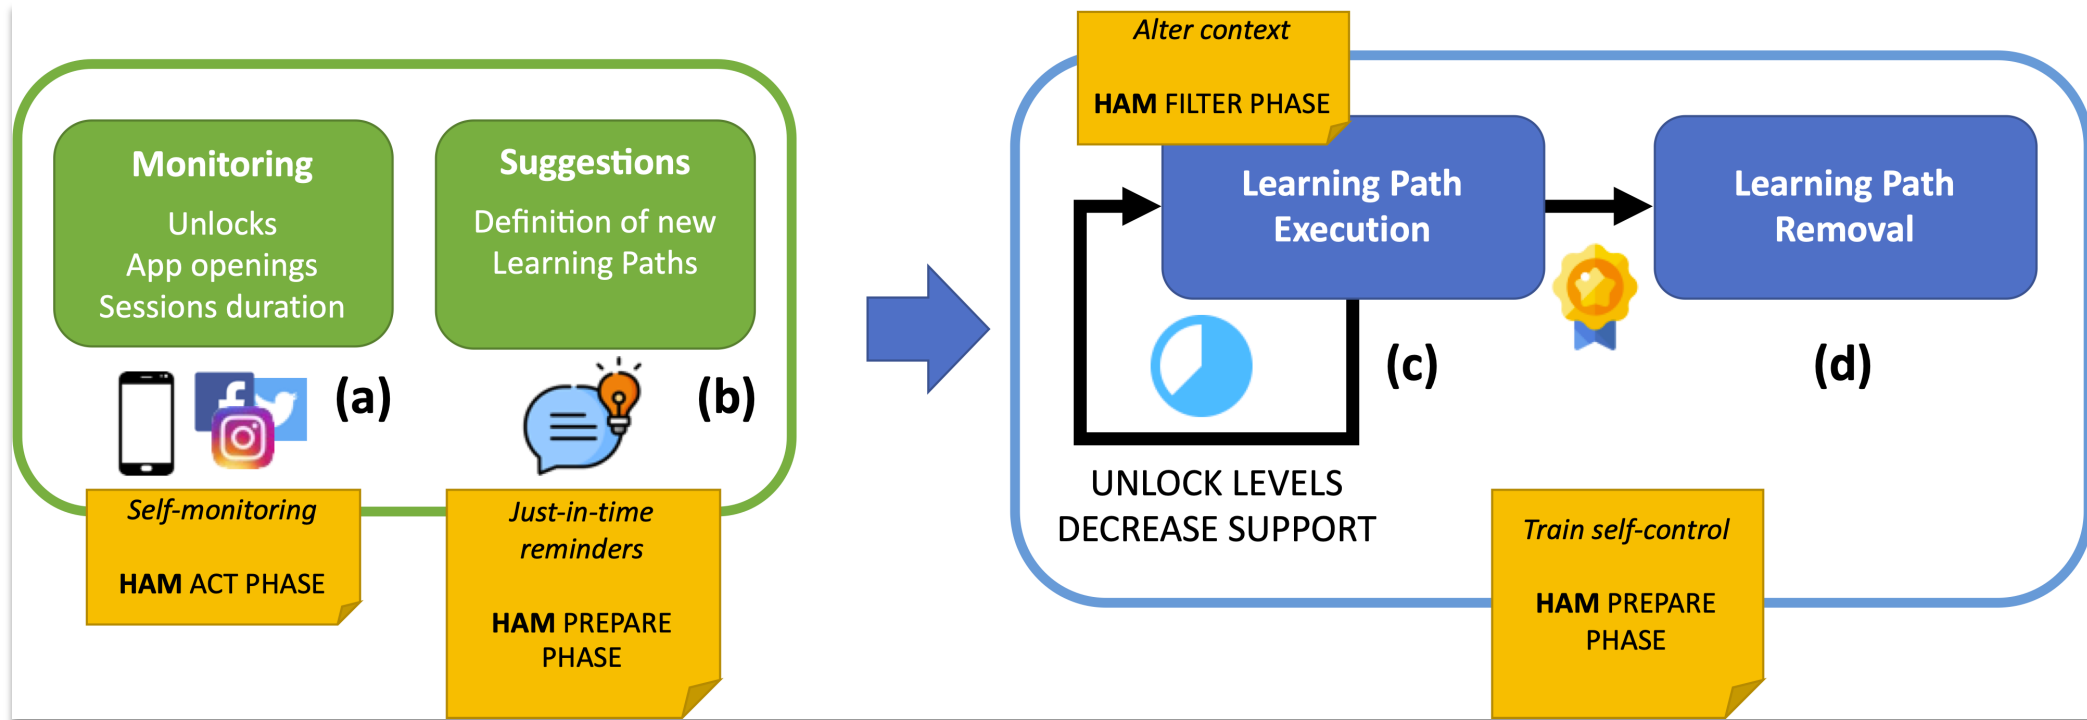 Monitoring
Unlocks
App openings
Sessions duration
(a)
Self-monitoring
HAM ACT PHASE
Suggestions
Definition of new
Learning Paths
(b)
Just-in-time
reminders
HAM PREPARE
PHASE
Alter context
HAM FILTER PHASE
Learning Path
Execution
(c)
UNLOCK LEVELS
DECREASE SUPPORT
Learning Path
Removal
(d)
Train self-control
HAM PREPARE
PHASE